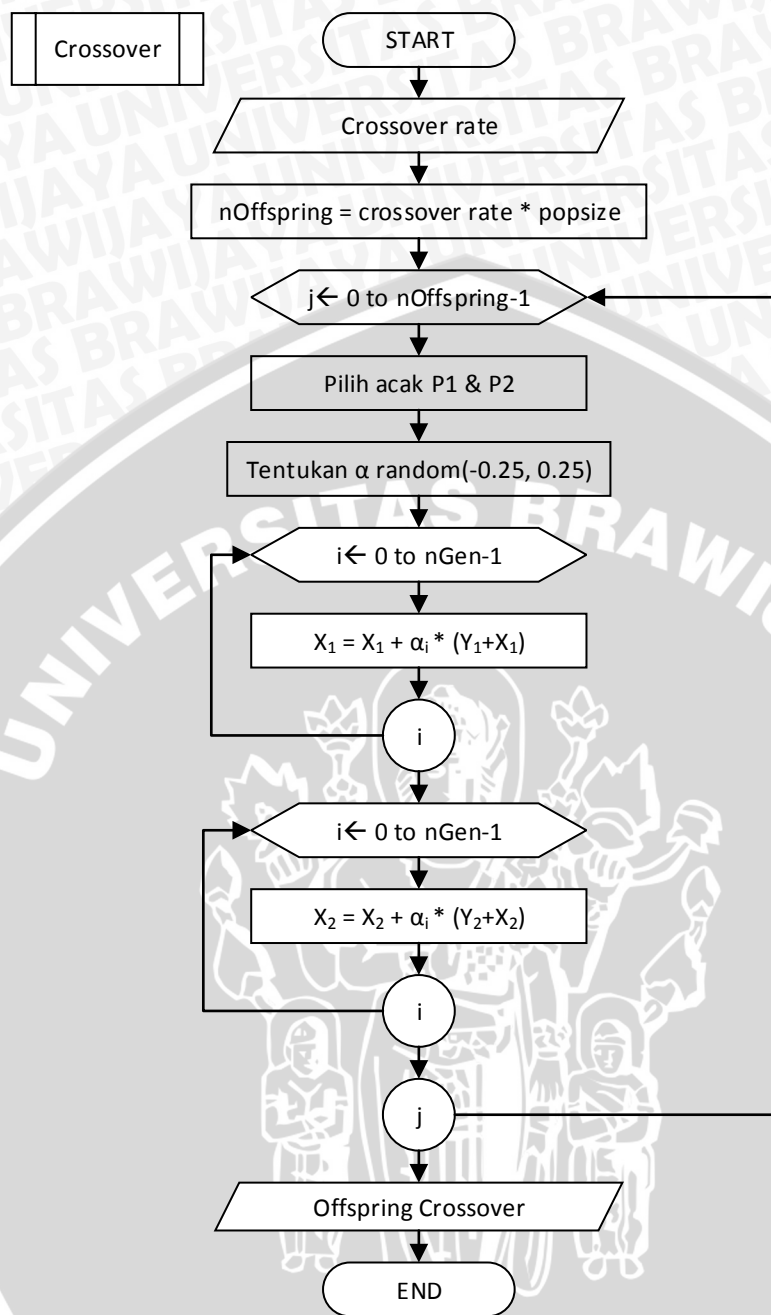 Crossover
START
Crossover rate
nOffspring = crossover rate * popsize
j← 0 to nOffspring-1
Pilih acak P1 & P2
Tentukan α random(-0.25, 0.25)
i← 0 to nGen-1
X₁ = X₁ + αᵢ * (Y₁+X₁)
i
i← 0 to nGen-1
X₂ = X₂ + αᵢ * (Y₂+X₂)
i
j
Offspring Crossover
END
UNIVERSITAS BRAWIJ